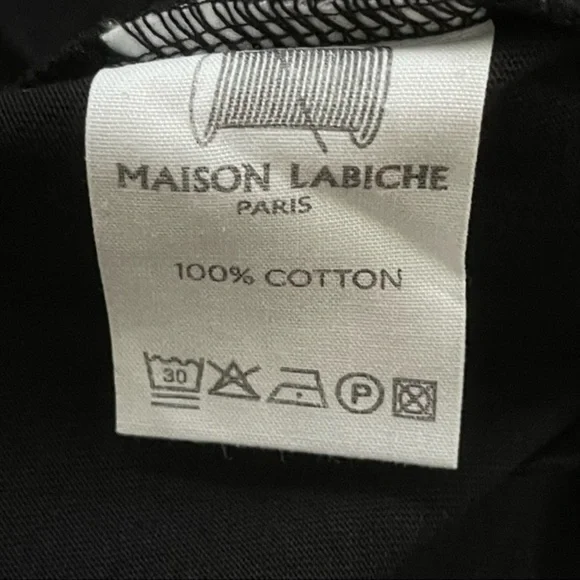 MAISON LABICHE
PARIS
100% COTTON
30 P